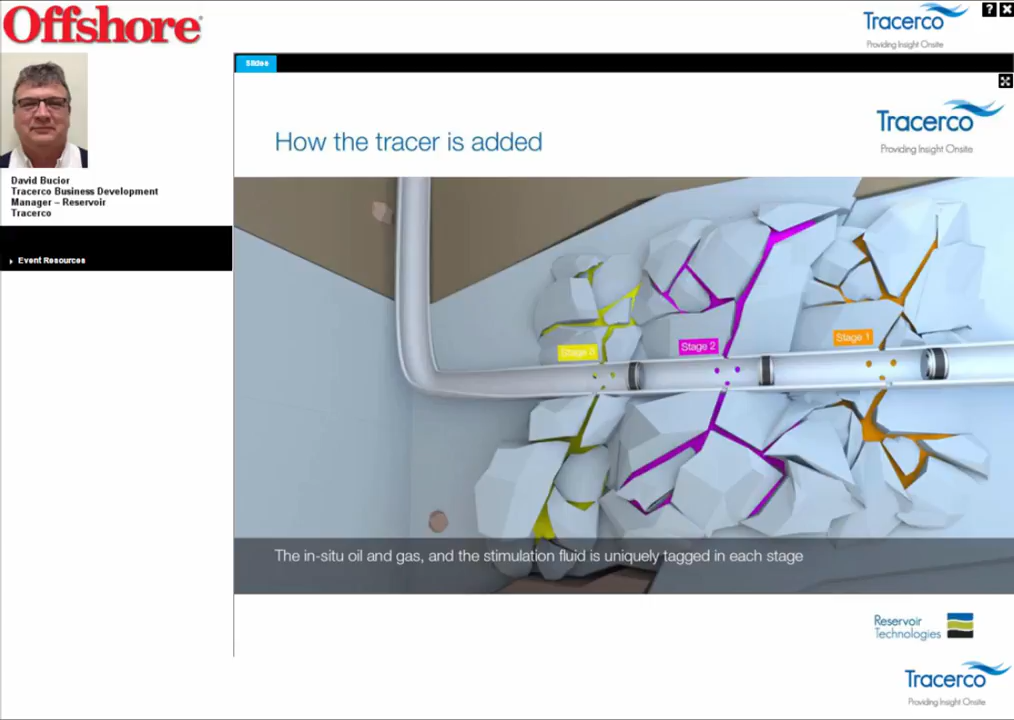 Offshore®
Tracerco
Providing Insight Onsite
?
Slides
David Bucior
Tracerco Business Development
Manager – Reservoir
Tracerco
Event Resources
How the tracer is added
Tracerco
Providing Insight Onsite
Stage 3
Stage 2
Stage 1
The in-situ oil and gas, and the stimulation fluid is uniquely tagged in each stage
Reservoir
Technologies
Tracerco
Providing Insight Onsite